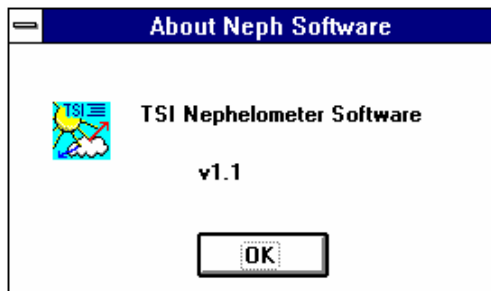 About Neph Software
TSI
TSI Nephelometer Software
v1.1
OK